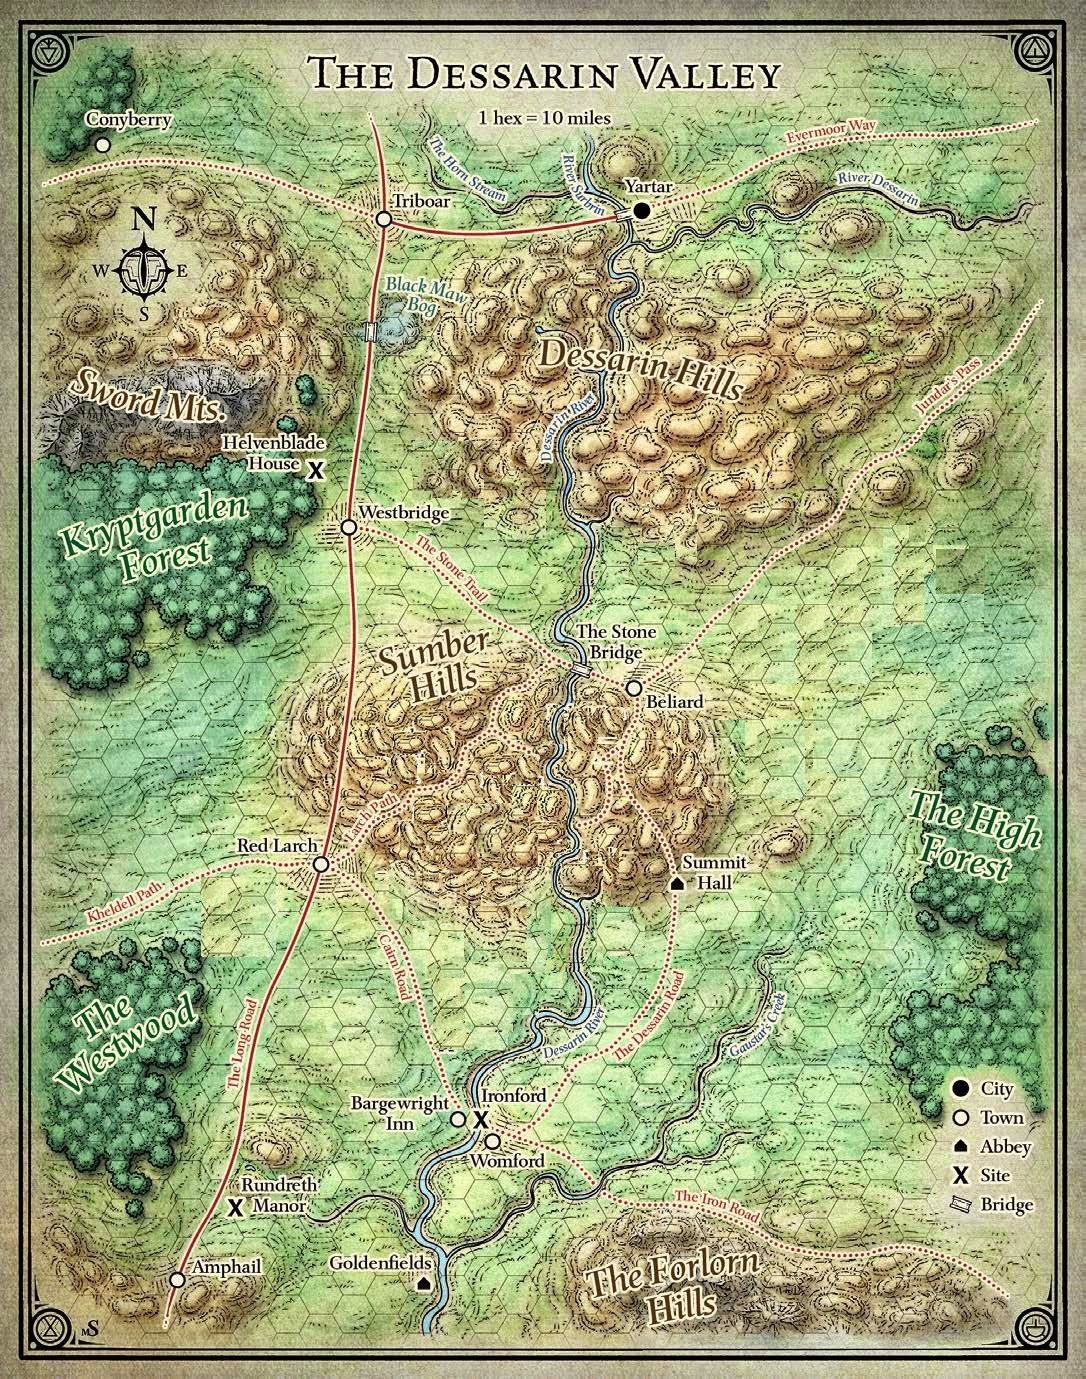 THE DESSARIN VALLEY
1 hex = 10 miles
Conyberry
Evermoor Way
The Horn Stream
River Surbrin
Yartar
River Dessarin
Triboar
N
W
E
S
Black Maw
Bog
Dessarin Hills
Sword Mts.
Jundar's Pass
Dessarin River
Helvenblade
House
Kryptgarden
Forest
Westbridge
The Stone Trail
The Stone
Bridge
Sumber
Hills
Beliard
Larch Path
The High
Forest
Red Larch
Summit
Hall
Kheldell Path
Cairn Road
The Westwood
The Long Road
Dessarin River
The Dessarin Road
Gaustar's Creek
Ironford
Bargewright
Inn
Womford
City
Town
Abbey
Site
Bridge
Rundreth
Manor
The Iron Road
Amphail
Goldenfields
The Forlorn
Hills
MS